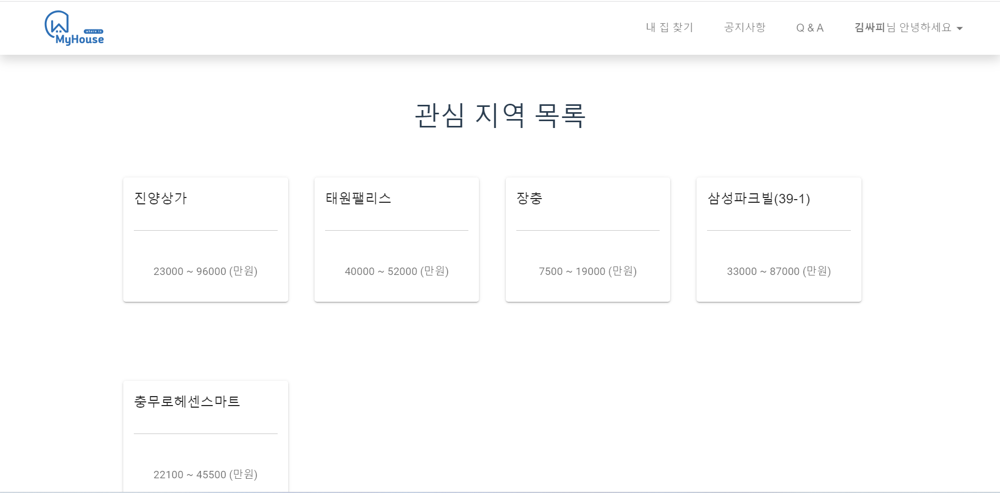 where is
MyHouse
내 집 찾기
공지사항
Q & A
김싸피님 안녕하세요
관심 지역 목록
진양상가
23000 ~ 96000 (만원)
태원팰리스
40000 ~ 52000 (만원)
장충
7500 ~ 19000 (만원)
삼성파크빌(39-1)
33000 ~ 87000 (만원)
충무로헤센스마트
22100 ~ 45500 (만원)